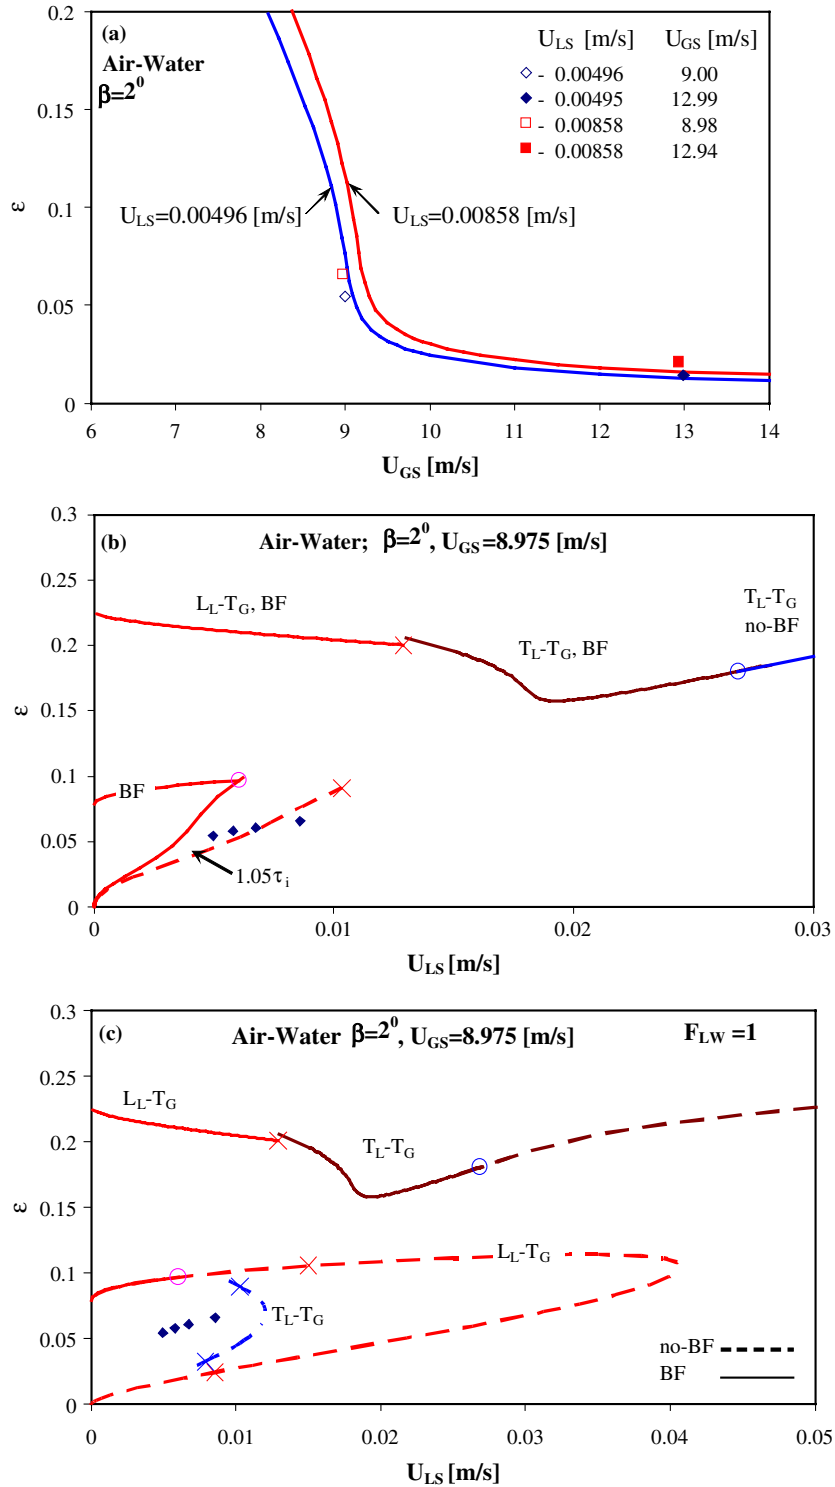 (a)
Air-Water
β=2⁰
U_LS [m/s] U_GS [m/s]
- 0.00496 9.00
- 0.00495 12.99
- 0.00858 8.98
- 0.00858 12.94
U_LS=0.00496 [m/s]
U_LS=0.00858 [m/s]
0.2
0.15
0.1
0.05
0
ε
6 7 8 9 10 11 12 13 14
U_GS [m/s]
(b)
Air-Water; β=2⁰, U_GS=8.975 [m/s]
L_L-T_G, BF
T_L-T_G, BF
T_L-T_G
no-BF
BF
1.05τ_i
0.3
0.25
0.2
0.15
0.1
0.05
0
ε
0 0.01 0.02 0.03
U_LS [m/s]
(c)
Air-Water β=2⁰, U_GS=8.975 [m/s] F_LW =1
L_L-T_G
T_L-T_G
L_L-T_G
T_L-T_G
no-BF
BF
0.3
0.25
0.2
0.15
0.1
0.05
0
ε
0 0.01 0.02 0.03 0.04 0.05
U_LS [m/s]